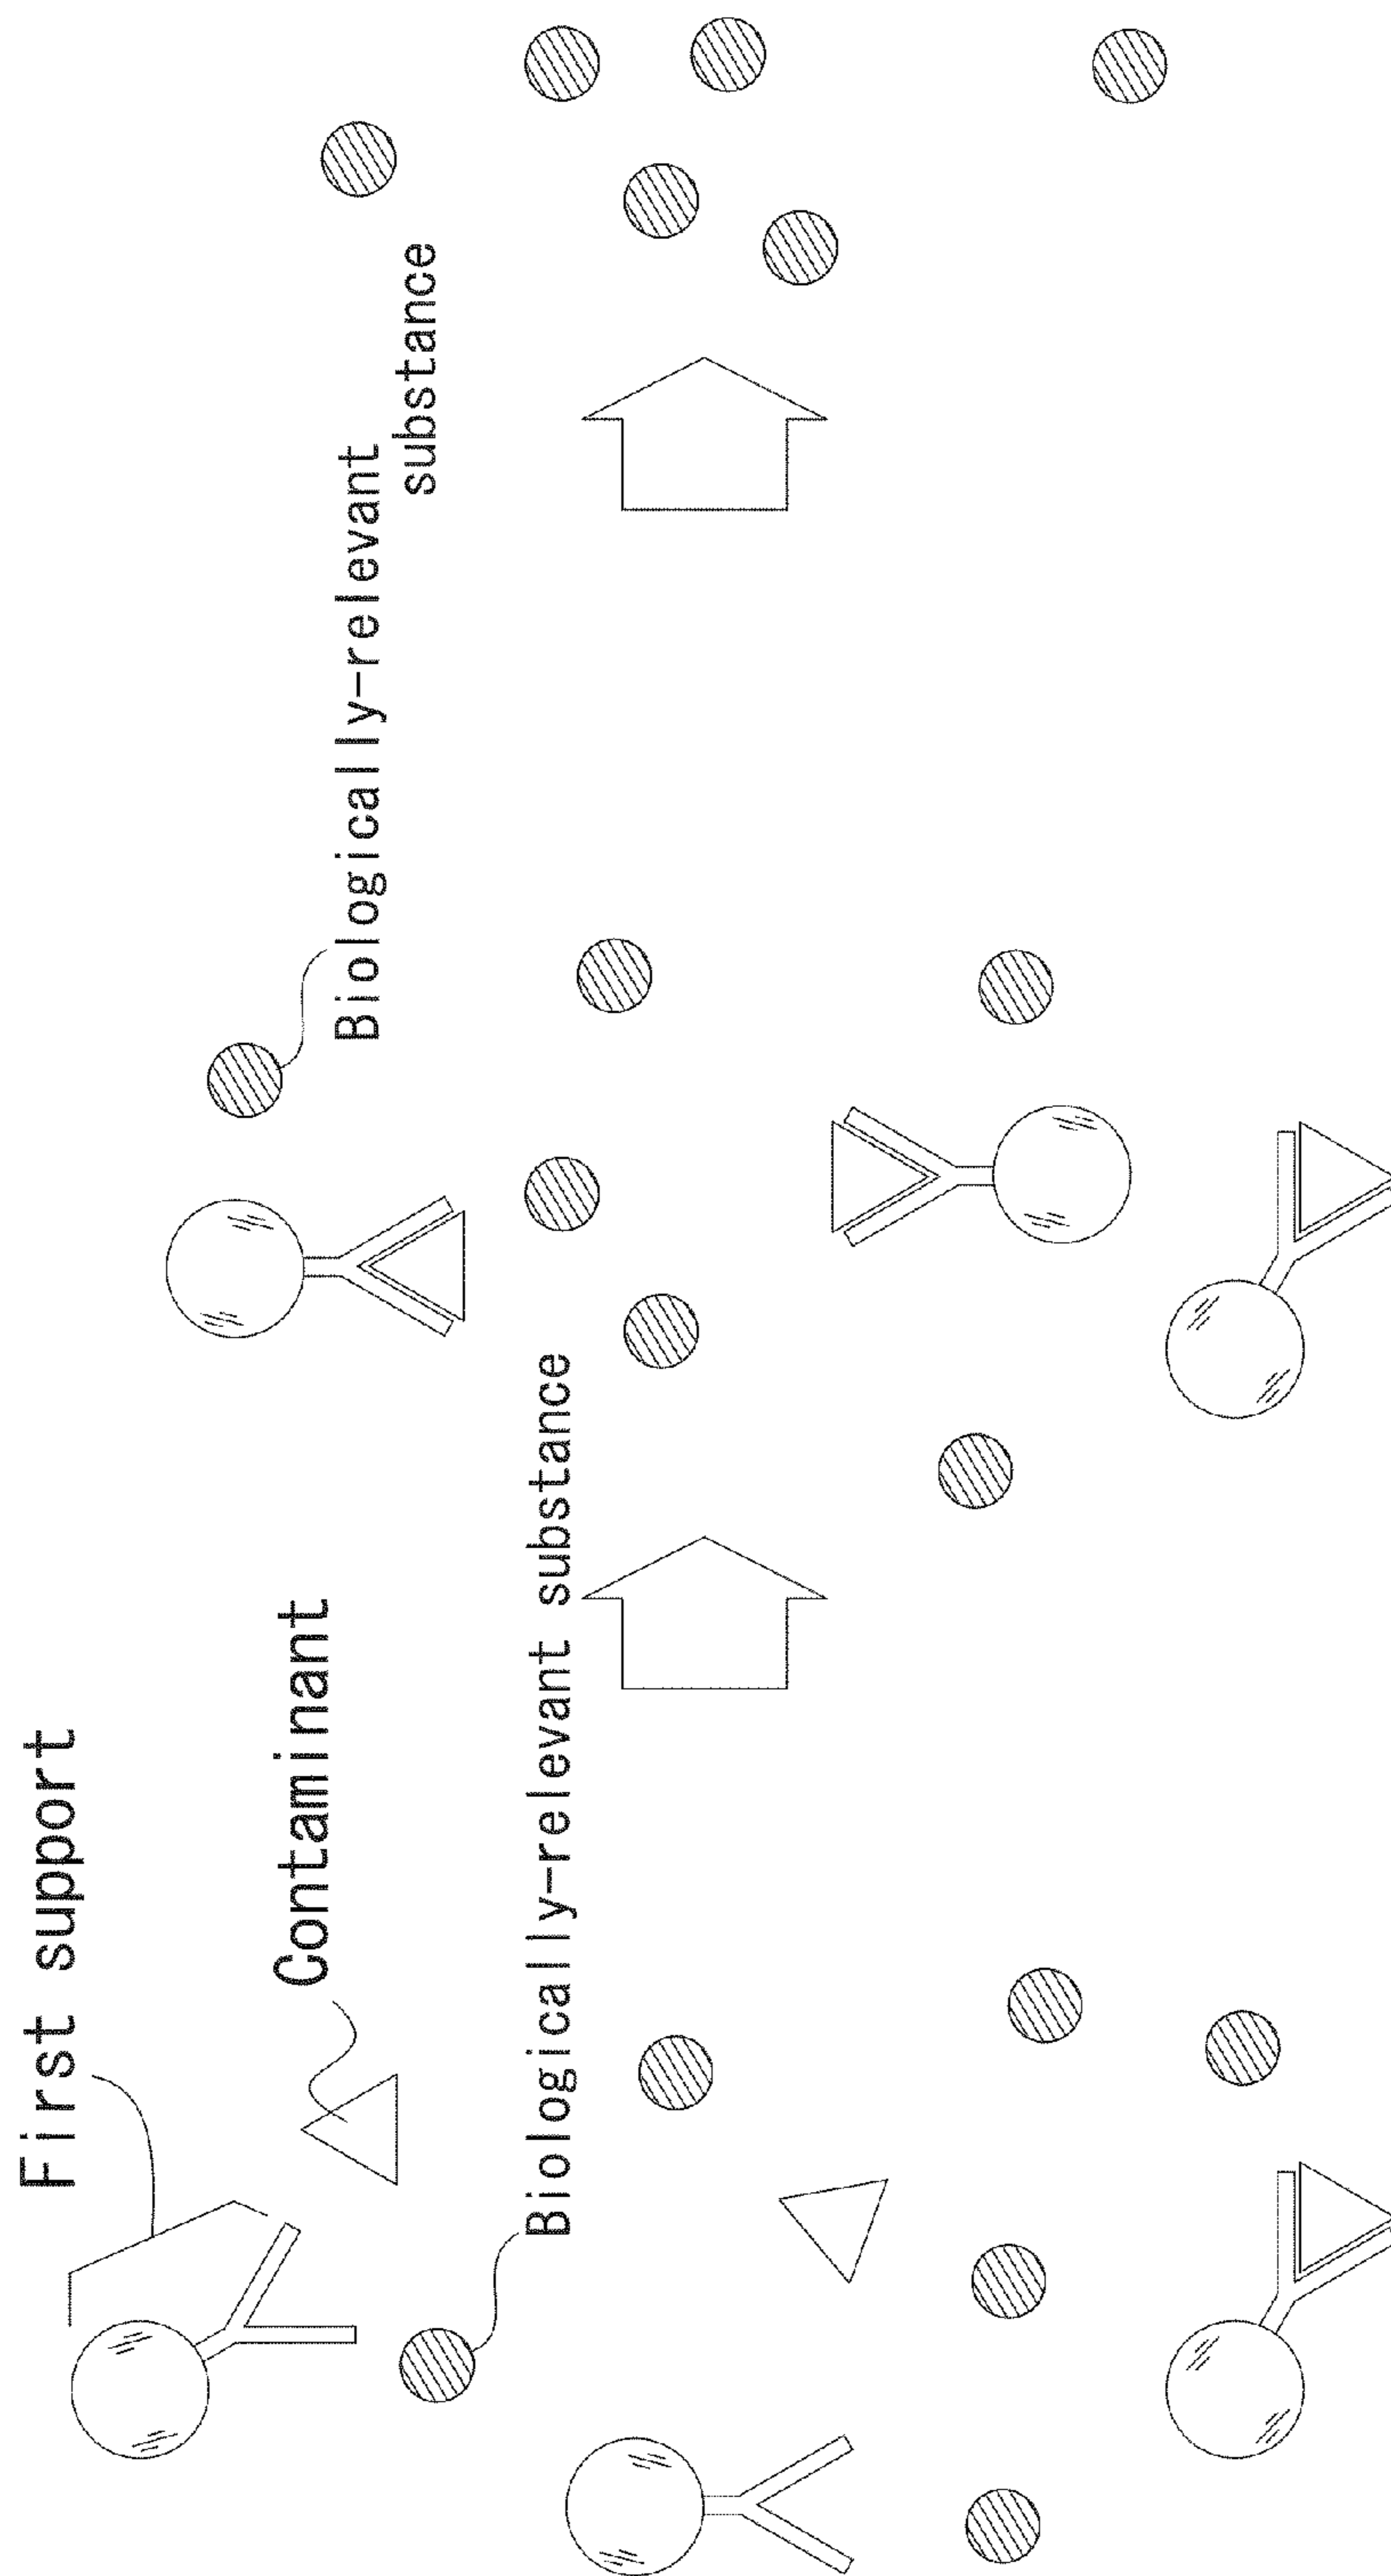 First support
Contaminant
Biologically-relevant substance
Biologically-relevant
substance